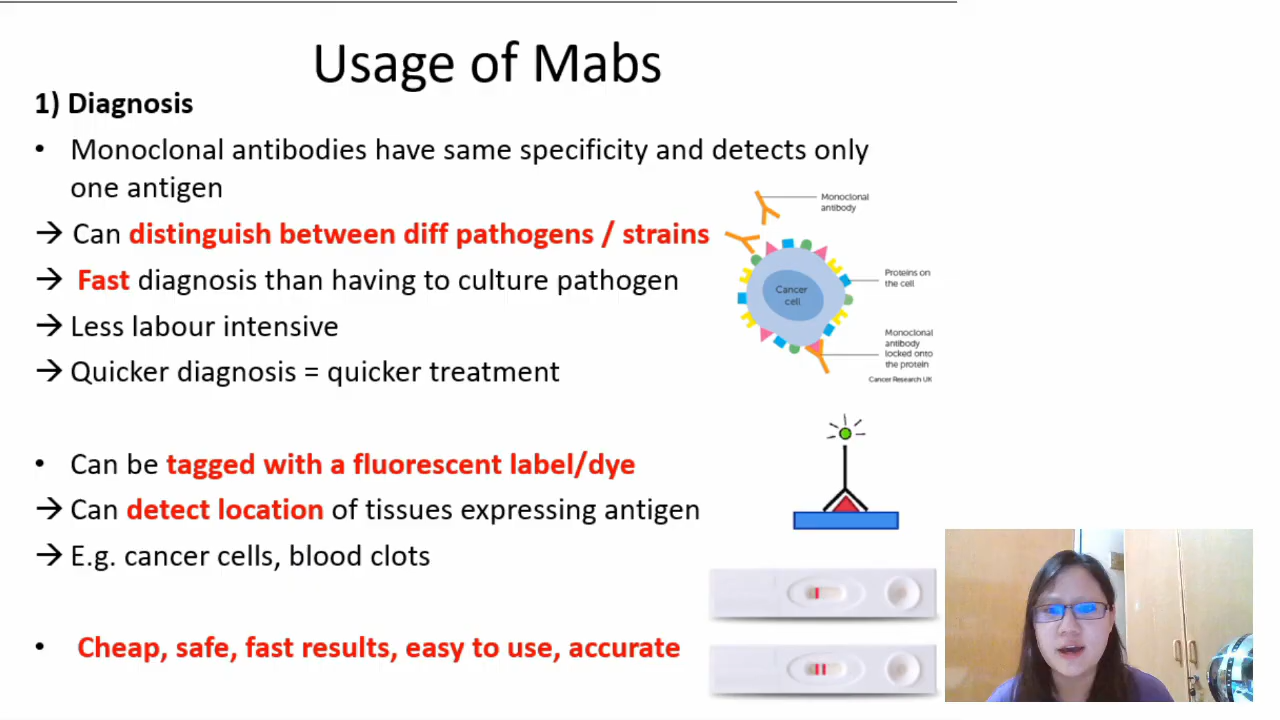 Usage of Mabs
1) Diagnosis
• Monoclonal antibodies have same specificity and detects only
one antigen
→ Can distinguish between diff pathogens / strains
→ Fast diagnosis than having to culture pathogen
→ Less labour intensive
→ Quicker diagnosis = quicker treatment
• Can be tagged with a fluorescent label/dye
→ Can detect location of tissues expressing antigen
→ E.g. cancer cells, blood clots
• Cheap, safe, fast results, easy to use, accurate
Monoclonal
antibody
Proteins on
the cell
Cancer
cell
Monoclonal
antibody
locked onto
the protein
Cancer Research UK